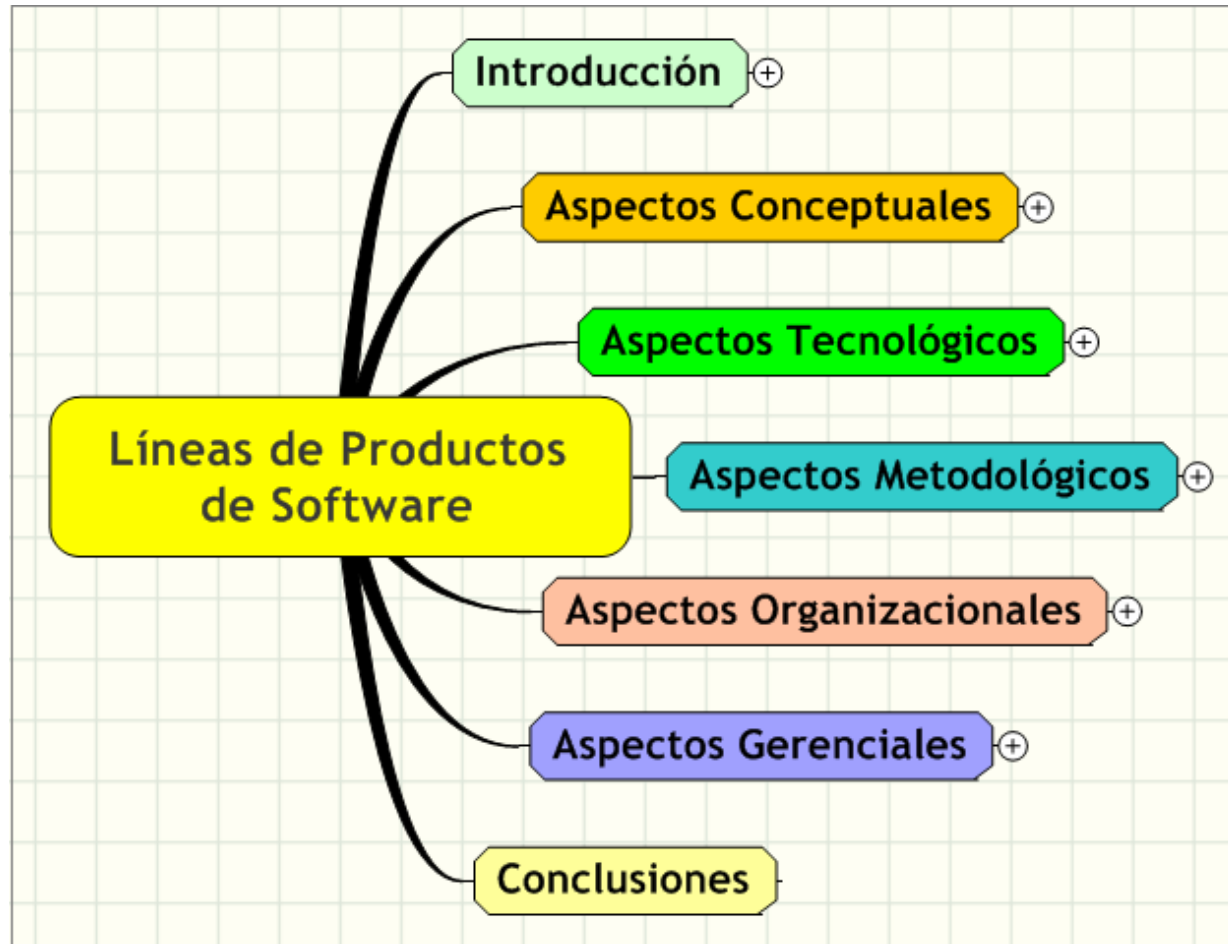 Introducción
Aspectos Conceptuales
Aspectos Tecnológicos
Líneas de Productos
de Software
Aspectos Metodológicos
Aspectos Organizacionales
Aspectos Gerenciales
Conclusiones